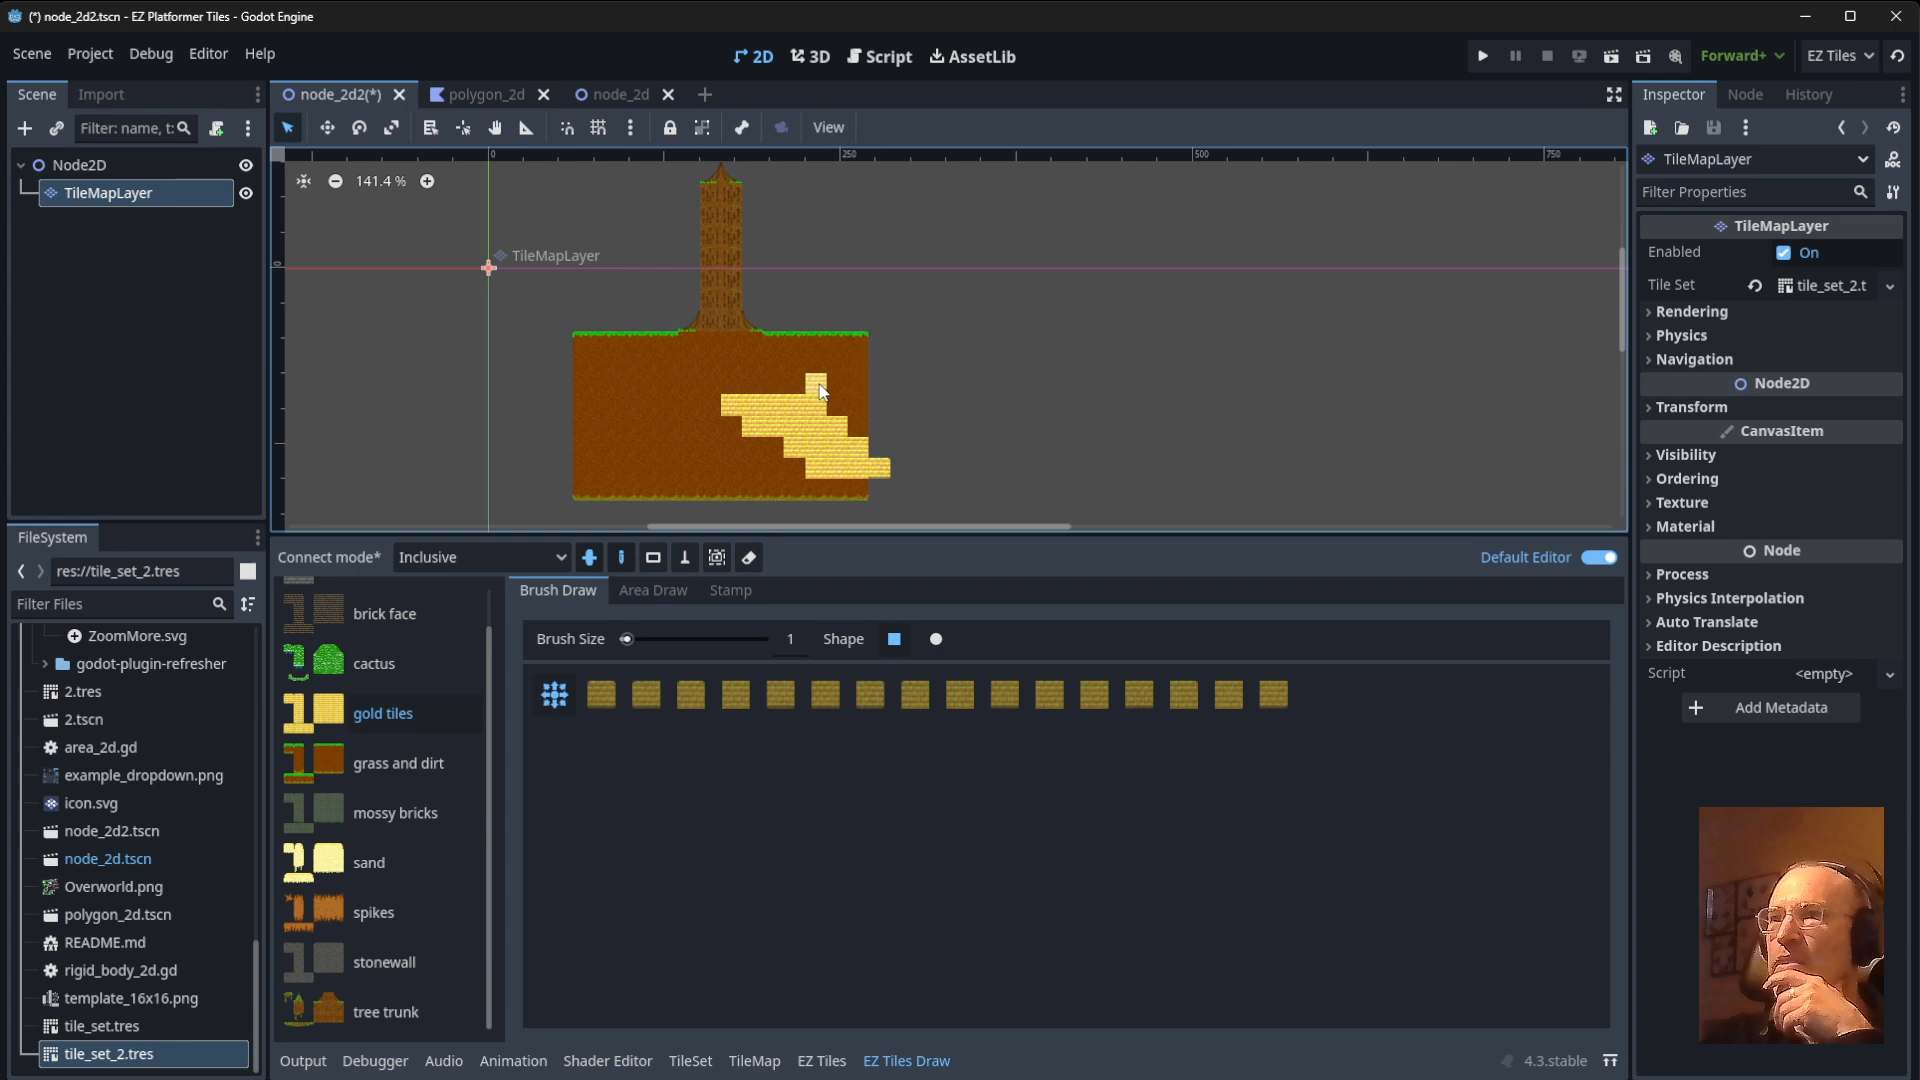 (*) node_2d2.tscn - EZ Platformer Tiles - Godot Engine
Scene Project Debug Editor Help
2D 3D Script AssetLib
Forward+ EZ Tiles
Scene Import
node_2d2(*) polygon_2d node_2d
Inspector Node History
Filter: name, t:
View
Node2D
TileMapLayer
0 250 500 750
0
141.4 %
TileMapLayer
TileMapLayer
Filter Properties
TileMapLayer
Enabled On
Tile Set tile_set_2.t
Rendering
Physics
Navigation
Node2D
Transform
CanvasItem
Visibility
Ordering
Texture
Material
Node
Process
Physics Interpolation
Auto Translate
Editor Description
Script <empty>
Add Metadata
FileSystem
res://tile_set_2.tres
Filter Files
ZoomMore.svg
godot-plugin-refresher
2.tres
2.tscn
area_2d.gd
example_dropdown.png
icon.svg
node_2d2.tscn
node_2d.tscn
Overworld.png
polygon_2d.tscn
README.md
rigid_body_2d.gd
template_16x16.png
tile_set.tres
tile_set_2.tres
Connect mode* Inclusive
Default Editor
brick face
cactus
gold tiles
grass and dirt
mossy bricks
sand
spikes
stonewall
tree trunk
Brush Draw Area Draw Stamp
Brush Size 1 Shape
Output Debugger Audio Animation Shader Editor TileSet TileMap EZ Tiles EZ Tiles Draw
4.3.stable